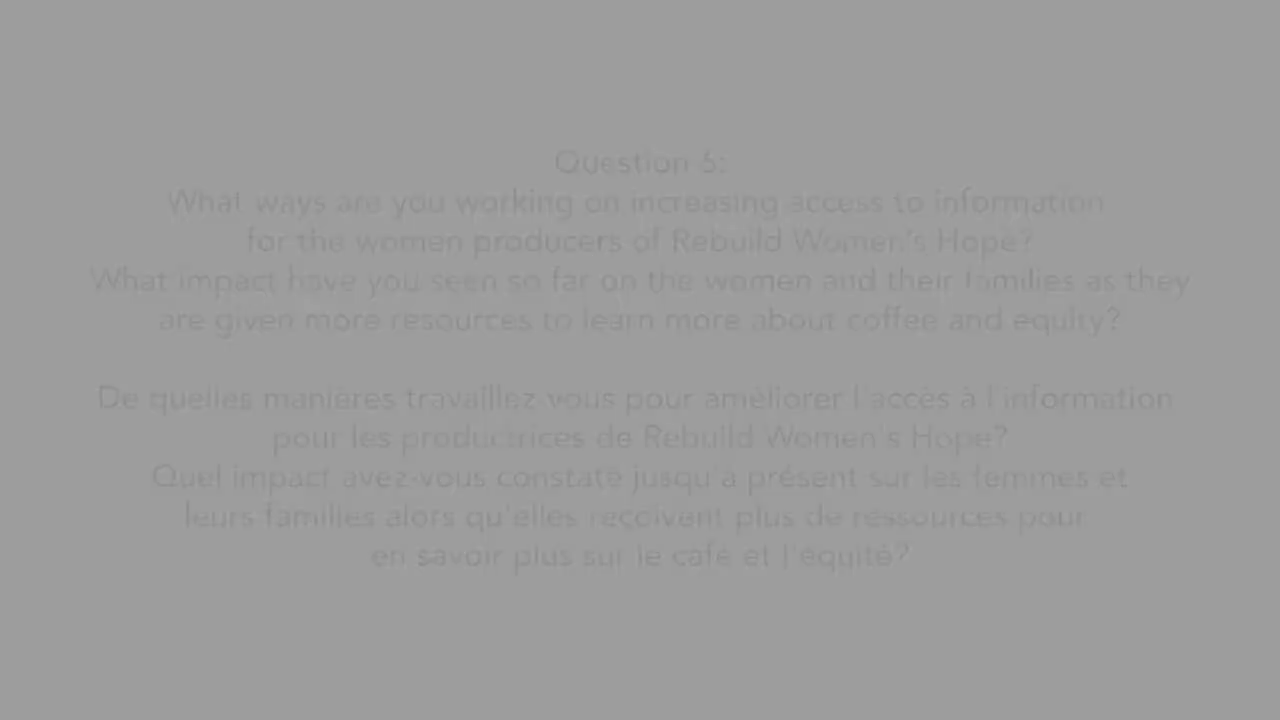 Question 5:
What ways are you working on increasing access to information
for the women producers of Rebuild Women's Hope?
What impact have you seen so far on the women and their families as they
are given more resources to learn more about coffee and equity?
De quelles manières travaillez-vous pour améliorer l'accès à l'information
pour les productrices de Rebuild Women's Hope?
Quel impact avez-vous constaté jusqu'à présent sur les femmes et
leurs familles alors qu'elles reçoivent plus de ressources pour
en savoir plus sur le café et l'équité?